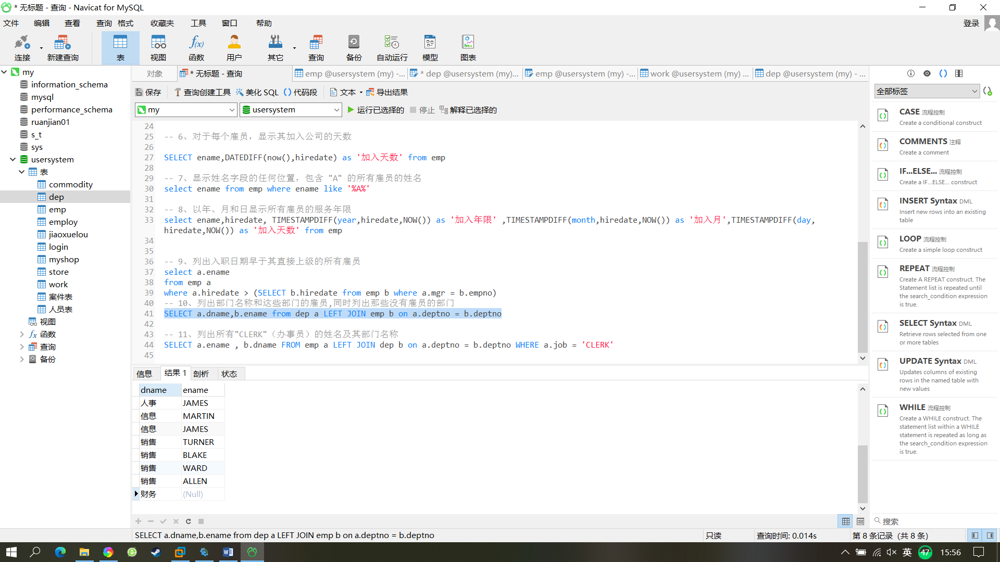 * 无标题 - 查询 - Navicat for MySQL
文件 编辑 查看 查询 格式 收藏夹 工具 窗口 帮助 登录
连接 新建查询 表 视图 函数 用户 其它 查询 备份 自动运行 模型 图表
my
information_schema
mysql
performance_schema
ruanjian01
s_t
sys
usersystem
表
commodity
dep
emp
employ
jiaoxuelou
login
myshop
store
work
案件表
人员表
视图
函数
查询
备份
对象 * 无标题 - 查询 emp @usersystem (my) -... * dep @usersystem (my)... emp @usersystem (my) -... work @usersystem (my) ... dep @usersystem (my) - ...
保存 查询创建工具 美化 SQL 代码段 文本 导出结果
my usersystem 运行已选择的 停止 解释已选择的
24
25 -- 6、对于每个雇员，显示其加入公司的天数
26
27 SELECT ename,DATEDIFF(now(),hiredate) as '加入天数' from emp
28
29 -- 7、显示姓名字段的任何位置，包含 "A" 的所有雇员的姓名
30 select ename from emp where ename like '%A%'
31
32 -- 8、以年、月和日显示所有雇员的服务年限
33 select ename,hiredate, TIMESTAMPDIFF(year,hiredate,NOW()) as '加入年限' ,TIMESTAMPDIFF(month,hiredate,NOW()) as '加入月',TIMESTAMPDIFF(day,
hiredate,NOW()) as '加入天数' from emp
34
35
36 -- 9、列出入职日期早于其直接上级的所有雇员
37 select a.ename
38 from emp a
39 where a.hiredate > (SELECT b.hiredate from emp b where a.mgr = b.empno)
40 -- 10、列出部门名称和这些部门的雇员,同时列出那些没有雇员的部门
41 SELECT a.dname,b.ename from dep a LEFT JOIN emp b on a.deptno = b.deptno
42
43 -- 11、列出所有"CLERK"（办事员）的姓名及其部门名称
44 SELECT a.ename , b.dname FROM emp a LEFT JOIN dep b on a.deptno = b.deptno WHERE a.job = 'CLERK'
45
信息 结果 1 剖析 状态
dname ename
人事 JAMES
信息 MARTIN
信息 JAMES
销售 TURNER
销售 BLAKE
销售 WARD
销售 ALLEN
财务 (Null)
SELECT a.dname,b.ename from dep a LEFT JOIN emp b on a.deptno = b.deptno 只读 查询时间: 0.014s 第 8 条记录 (共 8 条)
全部标签
CASE 流程控制
Create a conditional construct
COMMENTS 注释
Create a comment
IF...ELSE... 流程控制
Create a IF...ELSE... construct
INSERT Syntax DML
Insert new rows into an existing
table
LOOP 流程控制
Create a simple loop construct
REPEAT 流程控制
Create A REPEAT construct. The
Statement list is repeated until
the search_condition expression
is true.
SELECT Syntax DML
Retrieve rows selected from one
or more tables
UPDATE Syntax DML
Updates columns of existing
rows in the named table with
new values
WHILE 流程控制
Create a WHILE construct. The
statement list within a WHILE
statement is repeated as long as
the search_condition expression
is true.
搜索
英 47 15:56